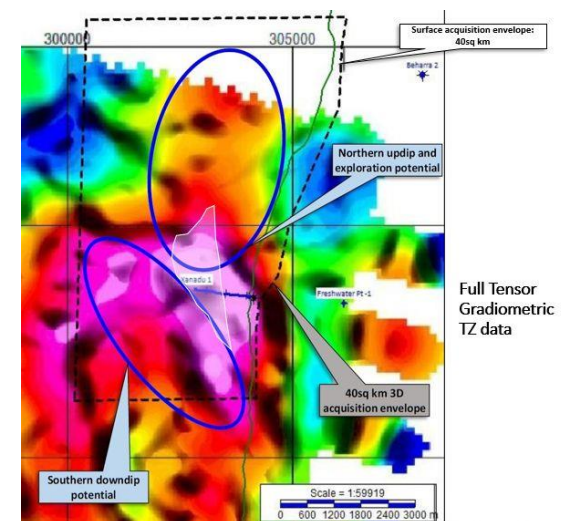 300000
305000
Surface acquisition envelope:
40sq km
Beharra 2
Northern updip and
exploration potential
Xanadu 1
Freshwater Pt -1
Full Tensor
Gradiometric
TZ data
40sq km 3D
acquisition envelope
Southern downdip
potential
Scale = 1:59919
0 600 1200 1800 2400 3000 m